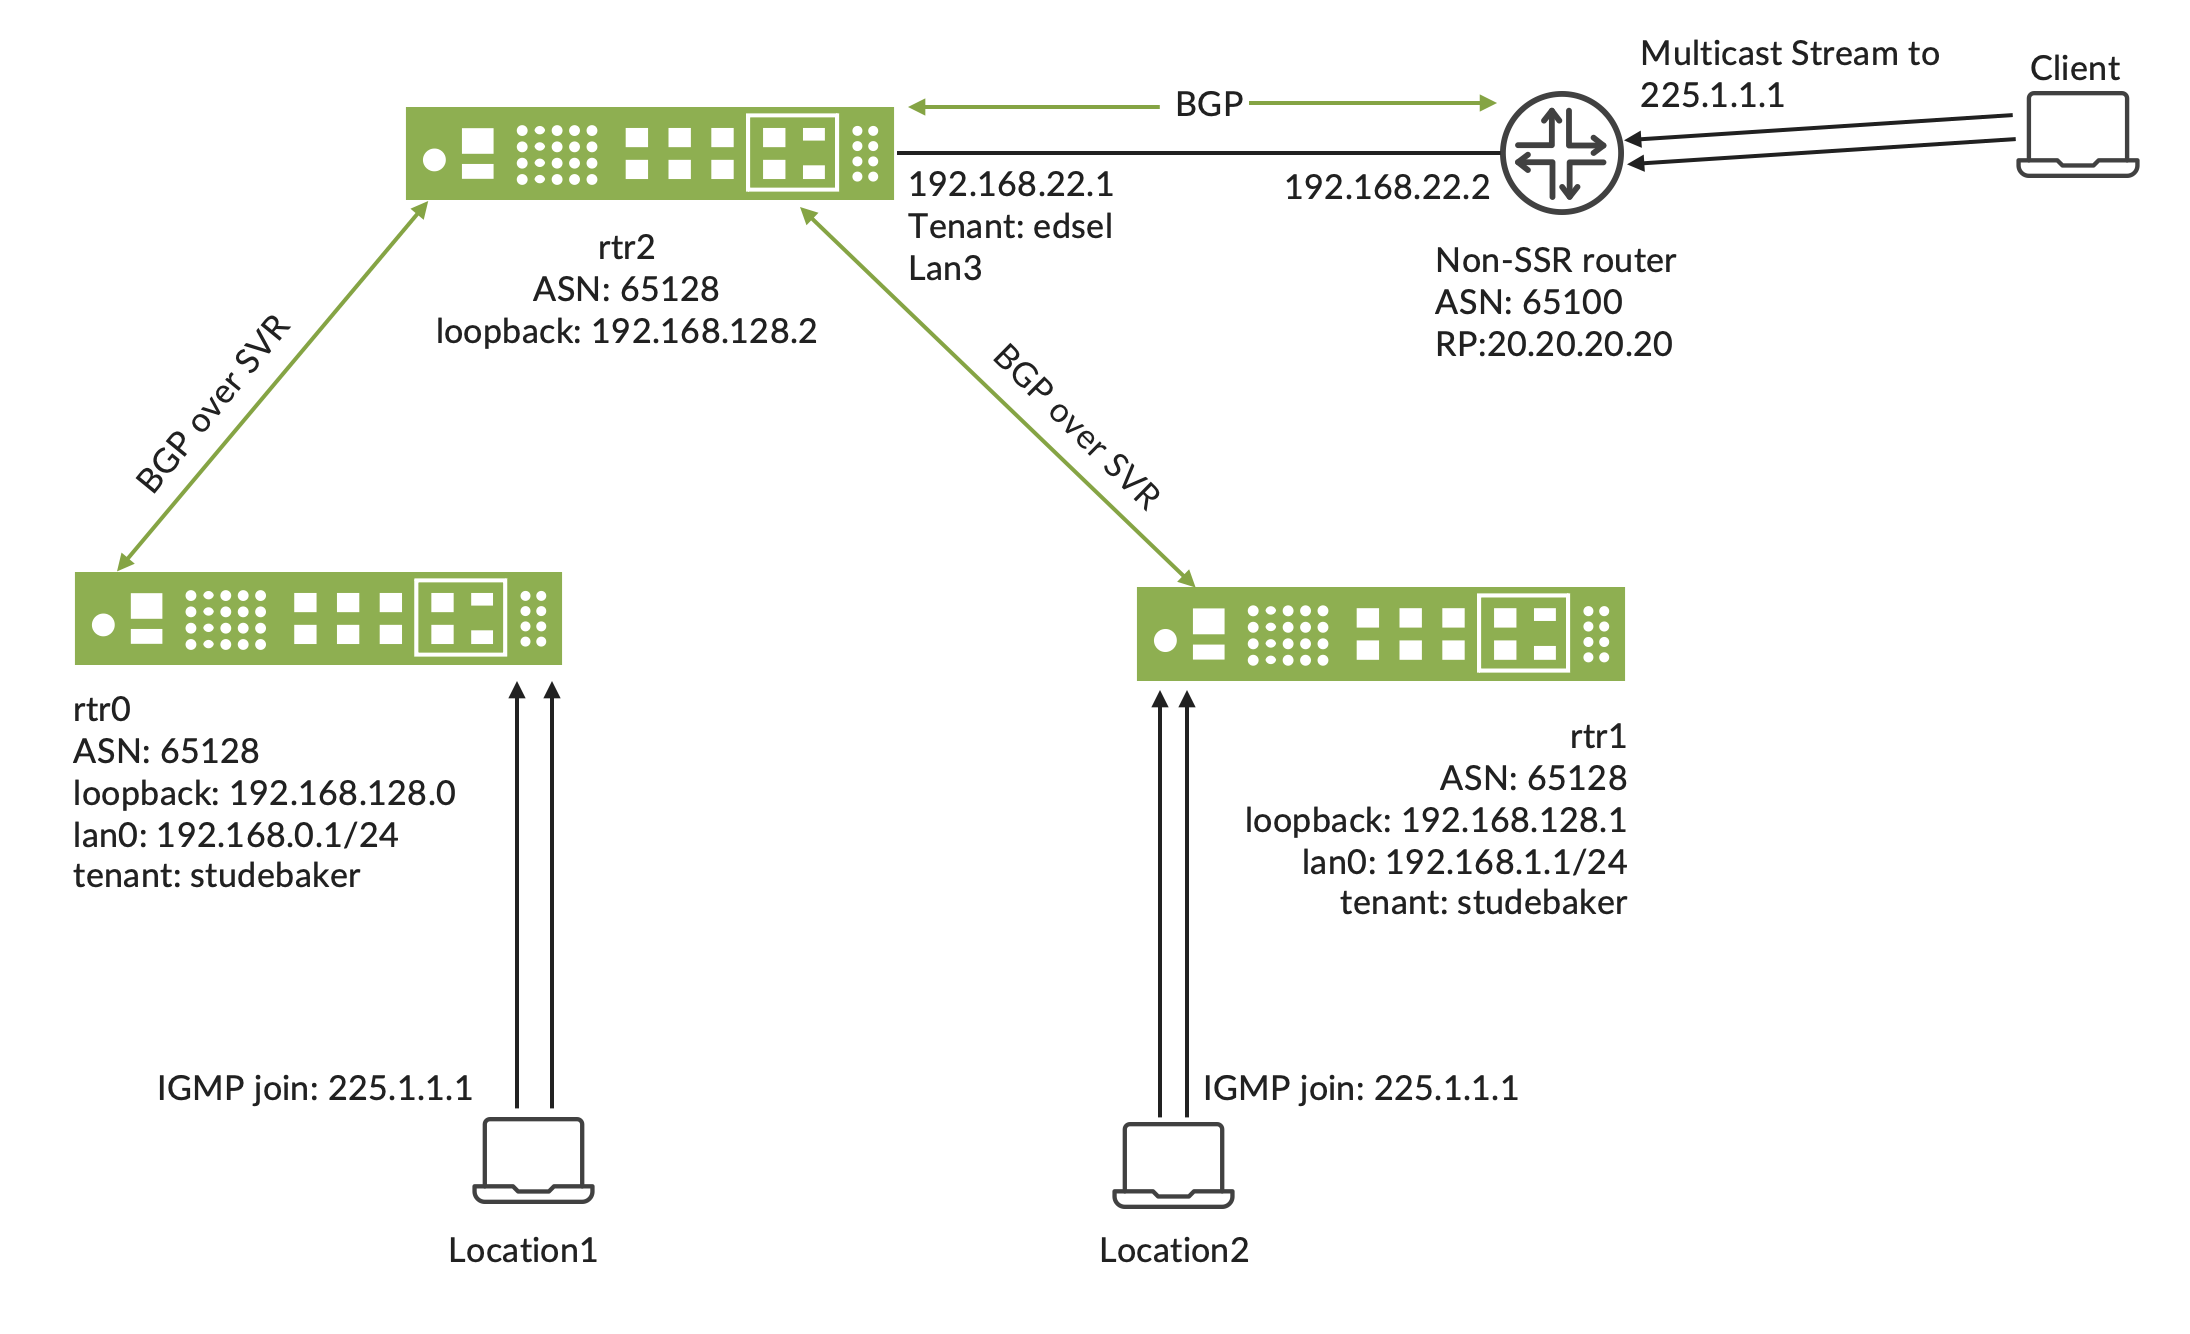 Multicast Stream to
225.1.1.1
Client
BGP
192.168.22.1
Tenant: edsel
Lan3
192.168.22.2
rtr2
ASN: 65128
loopback: 192.168.128.2
Non-SSR router
ASN: 65100
RP:20.20.20.20
BGP over SVR
BGP over SVR
rtr0
ASN: 65128
loopback: 192.168.128.0
lan0: 192.168.0.1/24
tenant: studebaker
rtr1
ASN: 65128
loopback: 192.168.128.1
lan0: 192.168.1.1/24
tenant: studebaker
IGMP join: 225.1.1.1
IGMP join: 225.1.1.1
Location1
Location2